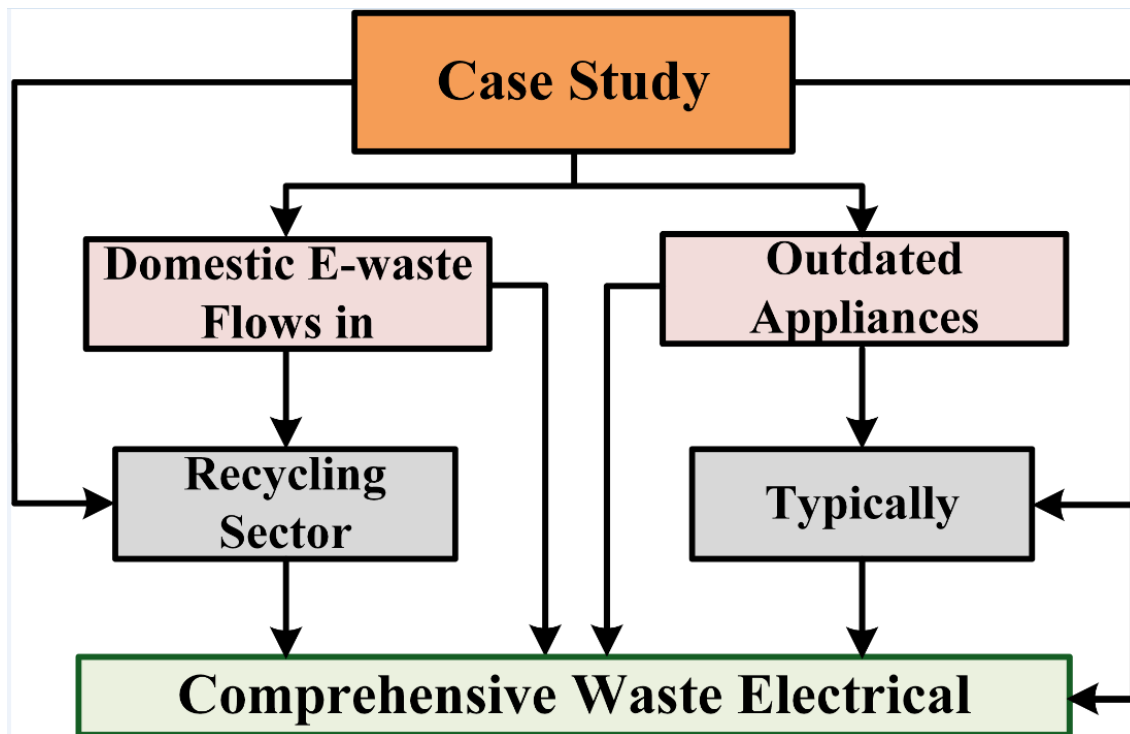 Case Study
Domestic E-waste
Flows in
Outdated
Appliances
Recycling
Sector
Typically
Comprehensive Waste Electrical